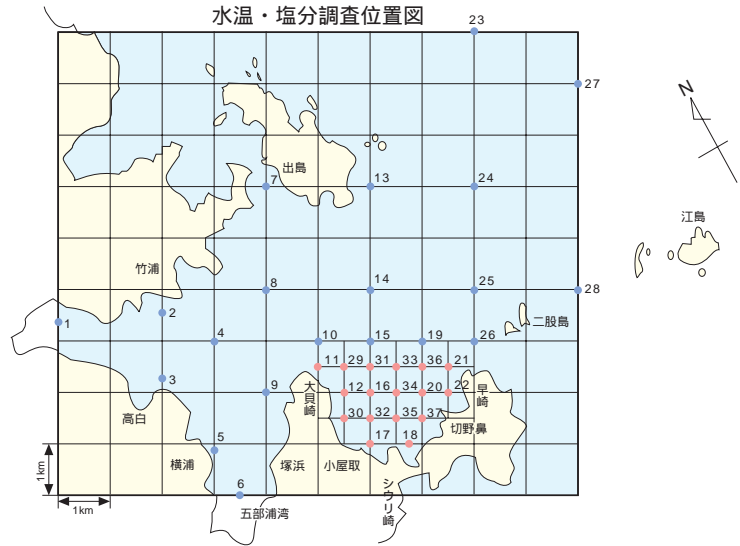 水温・塩分調査位置図
23
27
N
出島
7
13
24
江島
竹浦
8
14
25
28
1
2
二股島
4
10
15
19
26
11 29 31 33 36 21
3
9
大貝崎
12 16 34 20 22
早崎
高白
30 32 35 37
切野鼻
5
17 18
横浦
塚浜
小屋取
1km
6
シウリ崎
1km
五部浦湾